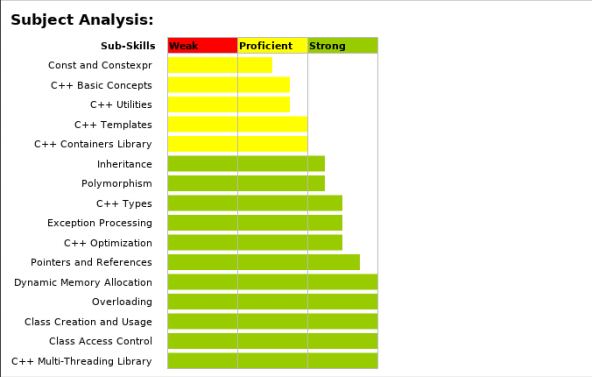 Subject Analysis:
Sub-Skills Weak Proficient Strong
Const and Constexpr
C++ Basic Concepts
C++ Utilities
C++ Templates
C++ Containers Library
Inheritance
Polymorphism
C++ Types
Exception Processing
C++ Optimization
Pointers and References
Dynamic Memory Allocation
Overloading
Class Creation and Usage
Class Access Control
C++ Multi-Threading Library